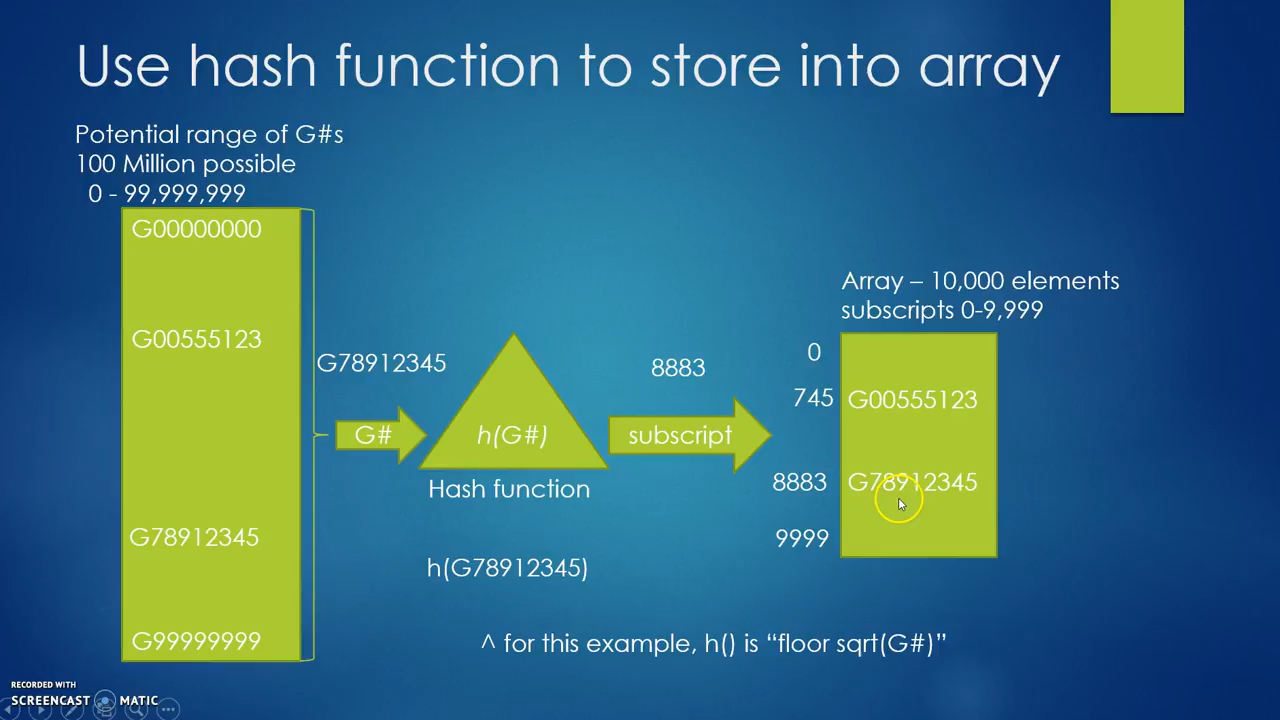 Use hash function to store into array
Potential range of G#s
100 Million possible
0 - 99,999,999
G00000000
G00555123
G78912345
G99999999
G78912345
G#
h(G#)
Hash function
h(G78912345)
8883
subscript
Array – 10,000 elements
subscripts 0-9,999
0
745 G00555123
8883 G78912345
9999
^ for this example, h() is “floor sqrt(G#)”
RECORDED WITH
SCREENCAST MATIC